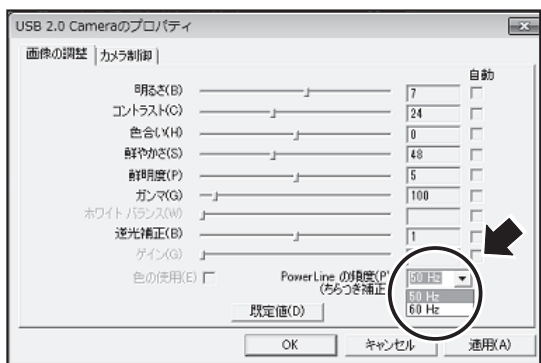 USB 2.0 Cameraのプロパティ
画像の調整 カメラ制御
自動
明るさ(B) 7
コントラスト(C) 24
色合い(H) 0
鮮やかさ(S) 48
鮮明度(P) 5
ガンマ(G) 100
ホワイト バランス(W)
逆光補正(B) 1
ゲイン(G)
色の使用(E) PowerLine の頻度(P) 50 Hz
(ちらつき補正
50 Hz
60 Hz
既定値(D)
OK キャンセル 適用(A)